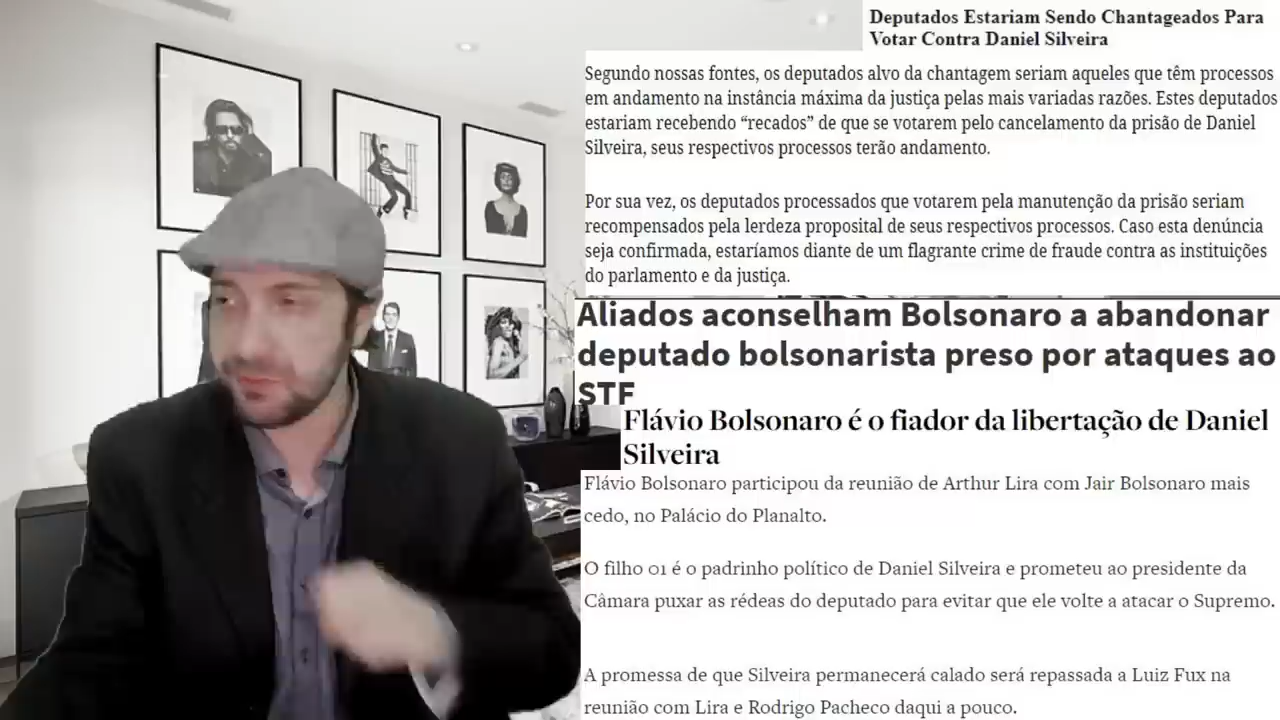 Deputados Estariam Sendo Chantageados Para
Votar Contra Daniel Silveira
Segundo nossas fontes, os deputados alvo da chantagem seriam aqueles que têm processos
em andamento na instância máxima da justiça pelas mais variadas razões. Estes deputados
estariam recebendo “recados” de que se votarem pelo cancelamento da prisão de Daniel
Silveira, seus respectivos processos terão andamento.
Por sua vez, os deputados processados que votarem pela manutenção da prisão seriam
recompensados pela lerdeza proposital de seus respectivos processos. Caso esta denúncia
seja confirmada, estaríamos diante de um flagrante crime de fraude contra as instituições
do parlamento e da justiça.
Aliados aconselham Bolsonaro a abandonar
deputado bolsonarista preso por ataques ao
STF
Flávio Bolsonaro é o fiador da libertação de Daniel
Silveira
Flávio Bolsonaro participou da reunião de Arthur Lira com Jair Bolsonaro mais
cedo, no Palácio do Planalto.
O filho 01 é o padrinho político de Daniel Silveira e prometeu ao presidente da
Câmara puxar as rédeas do deputado para evitar que ele volte a atacar o Supremo.
A promessa de que Silveira permanecerá calado será repassada a Luiz Fux na
reunião com Lira e Rodrigo Pacheco daqui a pouco.